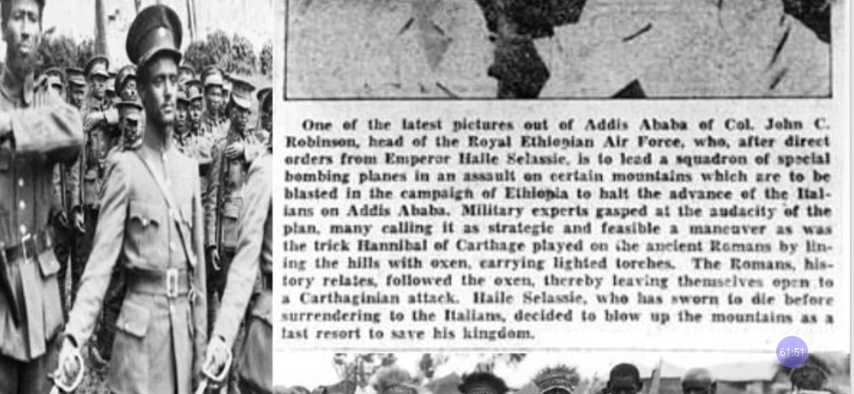 One of the latest pictures out of Addis Ababa of Col. John C.
Robinson, head of the Royal Ethiopian Air Force, who, after direct
orders from Emperor Haile Selassie, is to lead a squadron of special
bombing planes in an assault on certain mountains which are to be
blasted in the campaign of Ethiopia to halt the advance of the Ital-
ians on Addis Ababa. Military experts gasped at the audacity of the
plan, many calling it as strategic and feasible a maneuver as was
the trick Hannibal of Carthage played on the ancient Romans by lin-
ing the hills with oxen, carrying lighted torches. The Romans, his-
tory relates, followed the oxen, thereby leaving themselves open to
a Carthaginian attack. Haile Selassie, who has sworn to die before
surrendering to the Italians, decided to blow up the mountains as a
last resort to save his kingdom.
61:51